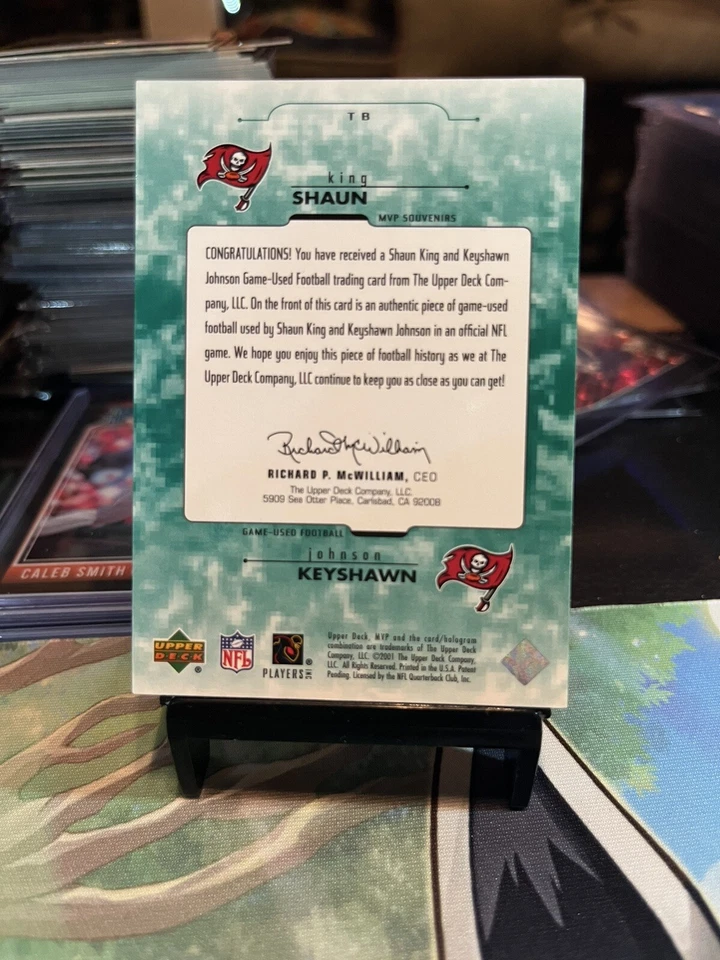 TB
king
SHAUN
MVP SOUVENIRS
CONGRATULATIONS! You have received a Shaun King and Keyshawn
Johnson Game-Used Football trading card from The Upper Deck Com-
pany, LLC. On the front of this card is an authentic piece of game-used
football used by Shaun King and Keyshawn Johnson in an official NFL
game. We hope you enjoy this piece of football history as we at The
Upper Deck Company, LLC continue to keep you as close as you can get!
Richard McWilliam
RICHARD P. McWILLIAM, CEO
The Upper Deck Company, LLC.
5909 Sea Otter Place, Carlsbad, CA 92008
GAME-USED FOOTBALL
johnson
KEYSHAWN
UPPER
DECK
®
NFL
PLAYERS INC
®
Upper Deck, MVP and the card/hologram
combination are trademarks of The Upper Deck
Company, LLC. ©2001 The Upper Deck Company,
LLC. All Rights Reserved. Printed in the U.S.A. Patent
Pending. Licensed by the NFL Quarterback Club, Inc.
CALEB SMITH